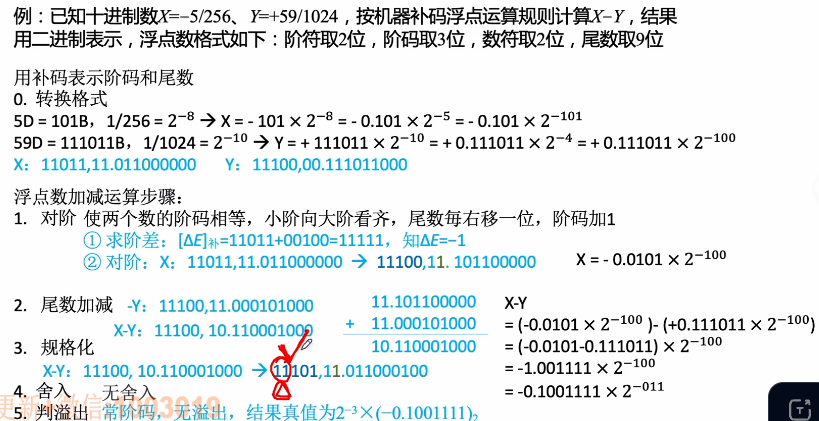 例：已知十进制数X=−5/256、Y=+59/1024，按机器补码浮点运算规则计算X−Y，结果
用二进制表示，浮点数格式如下：阶符取2位，阶码取3位，数符取2位，尾数取9位
用补码表示阶码和尾数
0. 转换格式
5D = 101B，1/256 = 2⁻⁸ → X = - 101 × 2⁻⁸ = - 0.101 × 2⁻⁵ = - 0.101 × 2⁻¹⁰¹
59D = 111011B，1/1024 = 2⁻¹⁰ → Y = + 111011 × 2⁻¹⁰ = + 0.111011 × 2⁻⁴ = + 0.111011 × 2⁻¹⁰⁰
X：11011,11.011000000 Y：11100,00.111011000
浮点数加减运算步骤：
1. 对阶 使两个数的阶码相等，小阶向大阶看齐，尾数每右移一位，阶码加1
① 求阶差：[ΔE]补=11011+00100=11111，知ΔE=−1
② 对阶：X：11011,11.011000000 → 11100,11. 101100000 X = - 0.0101 × 2⁻¹⁰⁰
2. 尾数加减 -Y：11100,11.000101000
X-Y：11100, 10.110001000
11.101100000
+ 11.000101000
10.110001000
X-Y
= (-0.0101 × 2⁻¹⁰⁰ )- (+0.111011 × 2⁻¹⁰⁰)
= (-0.0101-0.111011) × 2⁻¹⁰⁰
= -1.001111 × 2⁻¹⁰⁰
= -0.1001111 × 2⁻⁰¹¹
3. 规格化
X-Y：11100, 10.110001000 → 11101,11.011000100
4. 舍入 无舍入
5. 判溢出 常阶码，无溢出，结果真值为2⁻³×(−0.1001111)₂